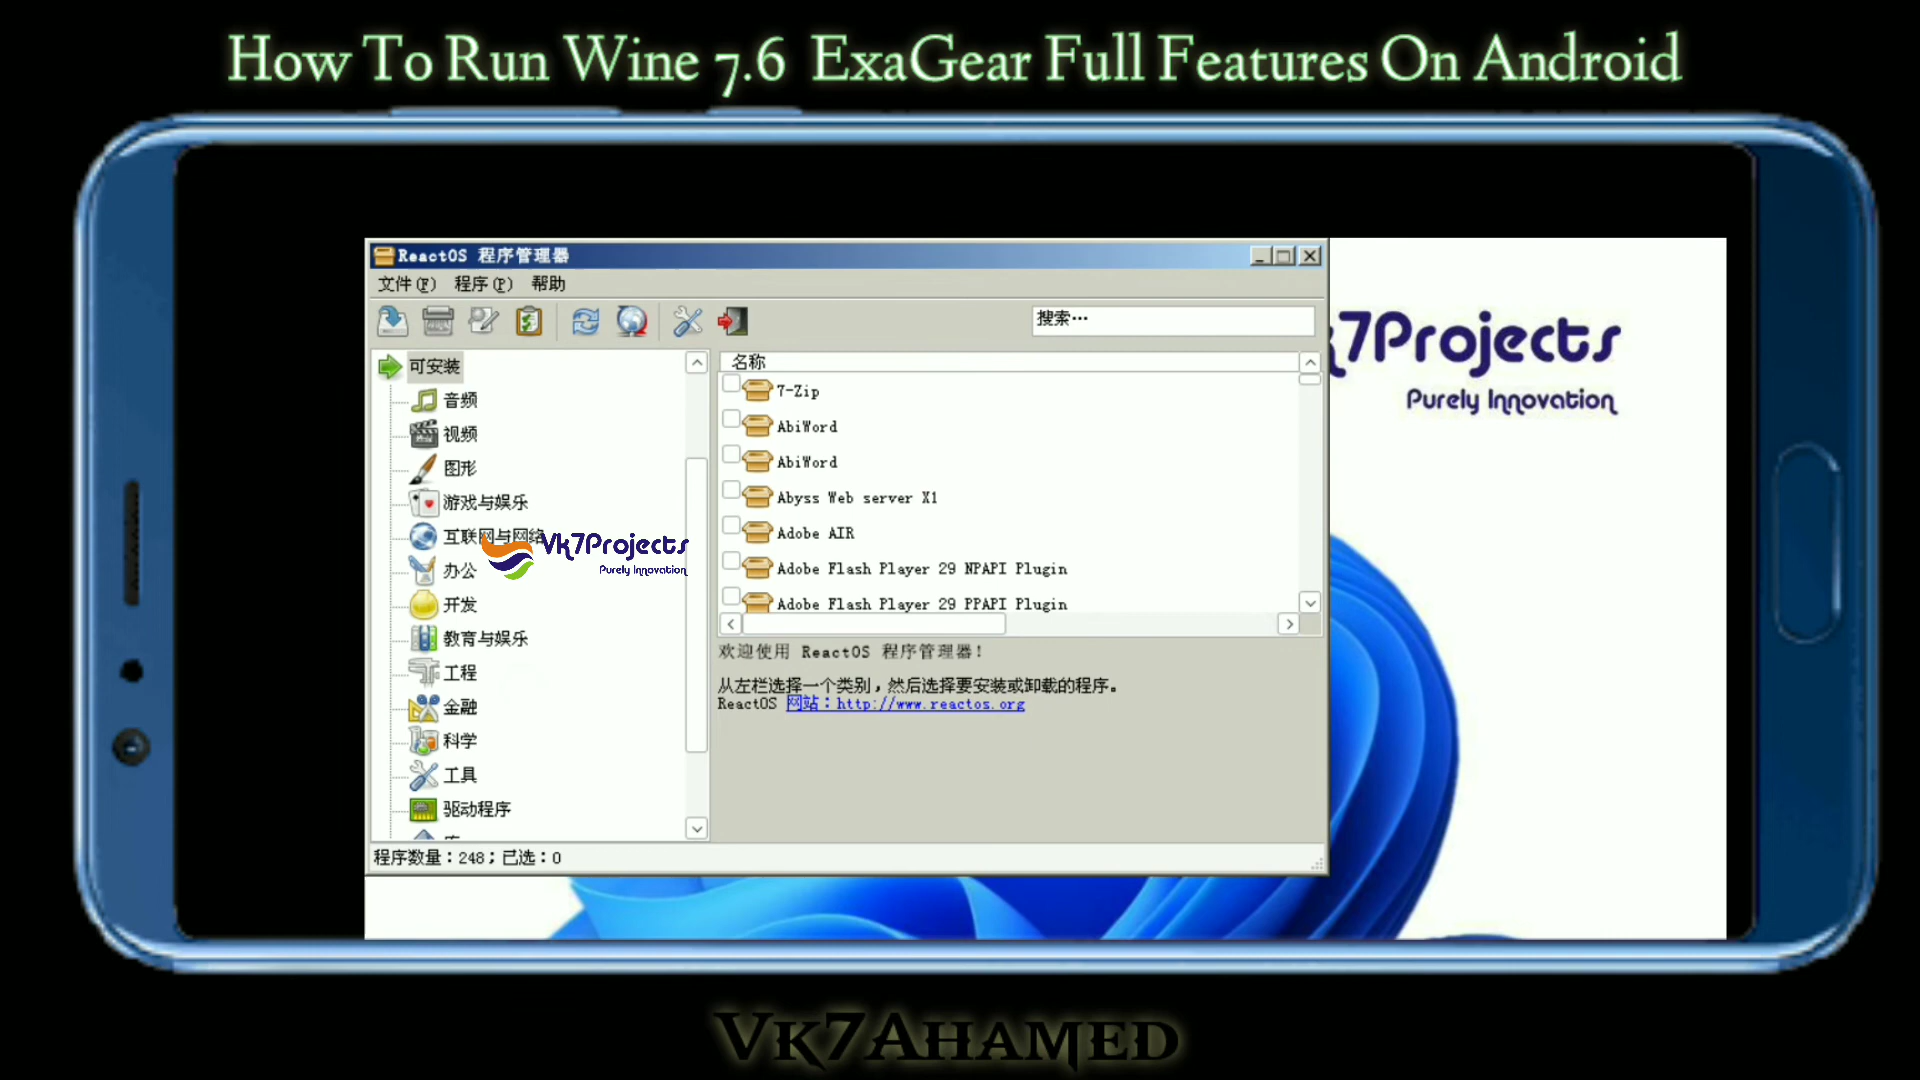 How To Run Wine 7.6 ExaGear Full Features On Android
ReactOS 程序管理器
文件(F) 程序(P) 帮助
搜索…
可安装
音频
视频
图形
游戏与娱乐
互联网与网络
办公
开发
教育与娱乐
工程
金融
科学
工具
驱动程序
名称
7-Zip
AbiWord
AbiWord
Abyss Web server X1
Adobe AIR
Adobe Flash Player 29 NPAPI Plugin
Adobe Flash Player 29 PPAPI Plugin
欢迎使用 ReactOS 程序管理器!
从左栏选择一个类别,然后选择要安装或卸载的程序。
ReactOS 网站:http://www.reactos.org
程序数量:248;已选:0
Vk7Projects
Purely Innovation
k7Projects
Purely Innovation
Vk7Ahamed